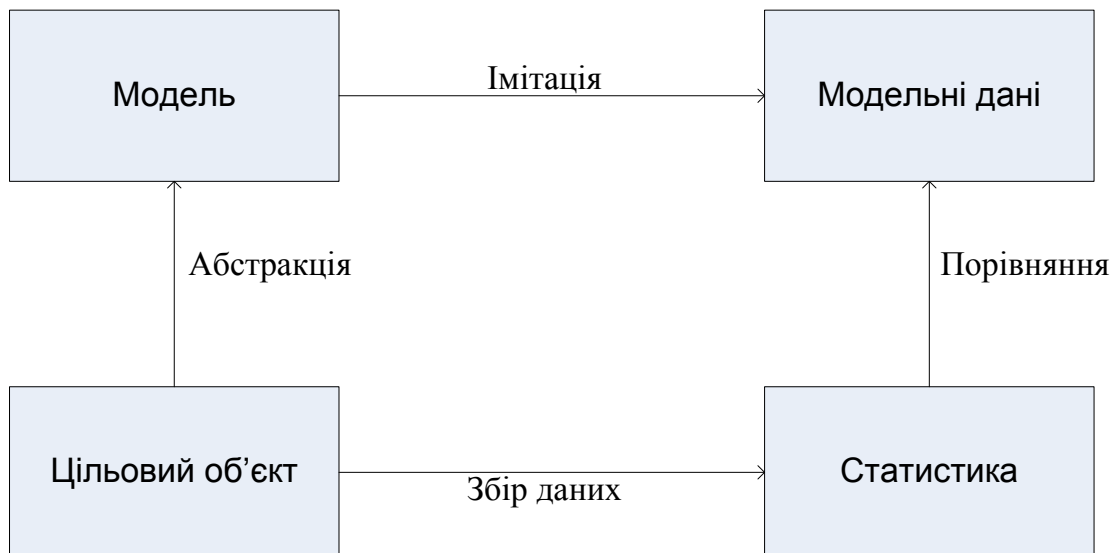 Модель
Імітація
Модельні дані
Абстракція
Порівняння
Цільовий об’єкт
Збір даних
Статистика